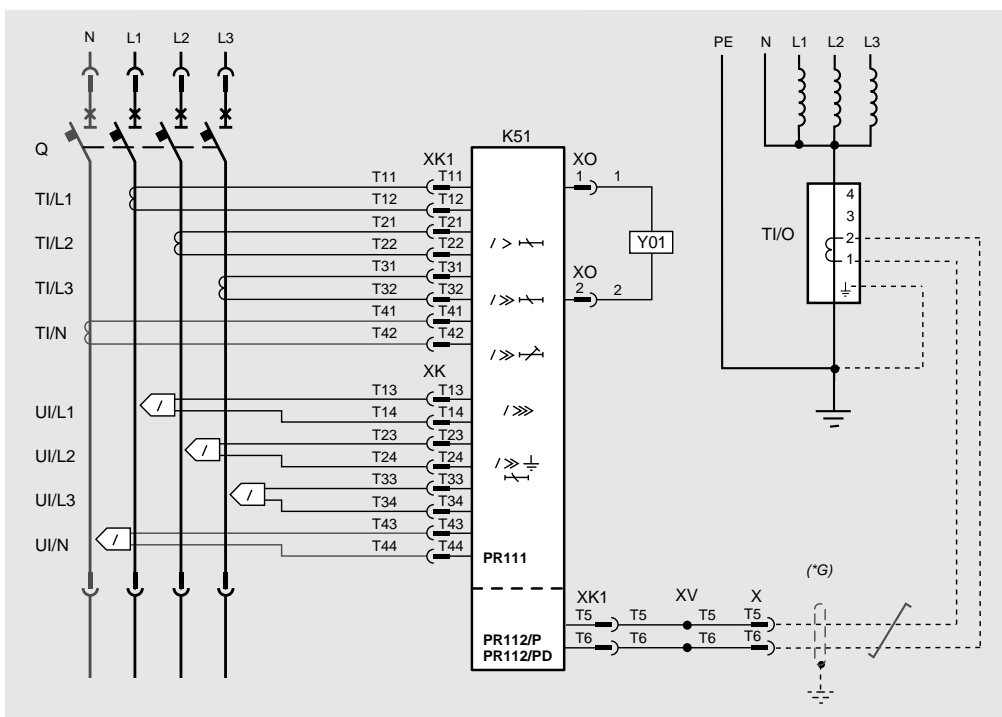 N L1 L2 L3
PE N L1 L2 L3
K51
Q
XK1 XO
T11 T11 1 1
TI/L1 T12 T12
T21 T21
TI/L2 T22 T22
/ > Y01
T31 T31 XO
TI/L3 T32 T32
/ >> 2 2
T41 T41
TI/N T42 T42
/ >>
4
3
TI/O 2
1
XK
T13 T13
UI/L1 T14 T14
/ / >>>
T23 T23
UI/L2 T24 T24
/ / >>
T33 T33
UI/L3 T34 T34
/
T43 T43
UI/N T44 T44
/
PR111
(*G)
XK1 XV X
T5 T5 T5 T5
T6 T6 T6 T6
PR112/P
PR112/PD